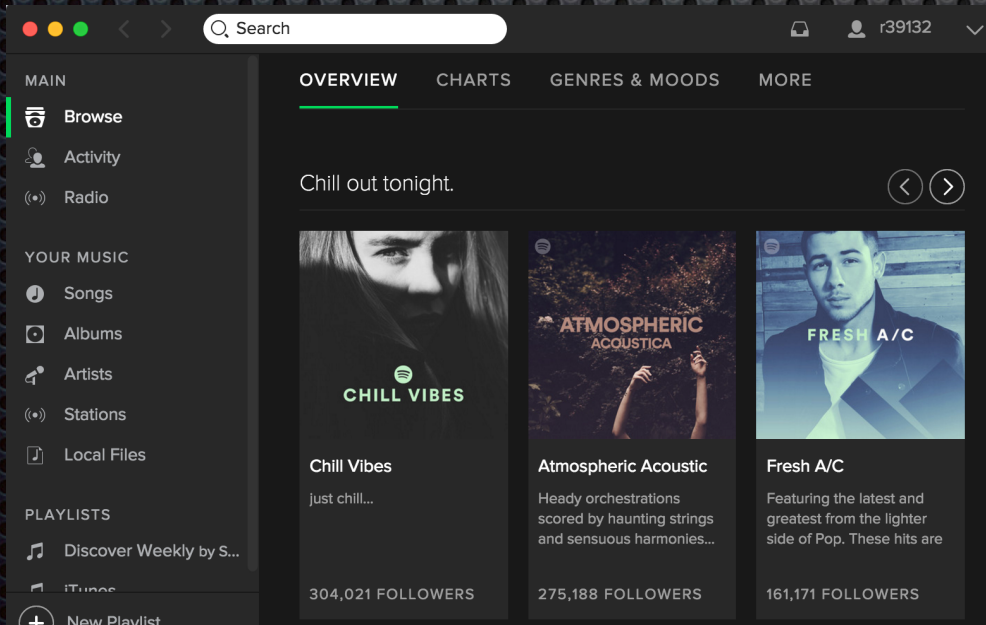 Search
r39132
MAIN
Browse
Activity
Radio
YOUR MUSIC
Songs
Albums
Artists
Stations
Local Files
PLAYLISTS
Discover Weekly by S...
iTunes
New Playlist
OVERVIEW CHARTS GENRES & MOODS MORE
Chill out tonight.
CHILL VIBES
Chill Vibes
just chill...
304,021 FOLLOWERS
ATMOSPHERIC
ACOUSTICA
Atmospheric Acoustic
Heady orchestrations
scored by haunting strings
and sensuous harmonies...
275,188 FOLLOWERS
FRESH A/C
Fresh A/C
Featuring the latest and
greatest from the lighter
side of Pop. These hits are
161,171 FOLLOWERS